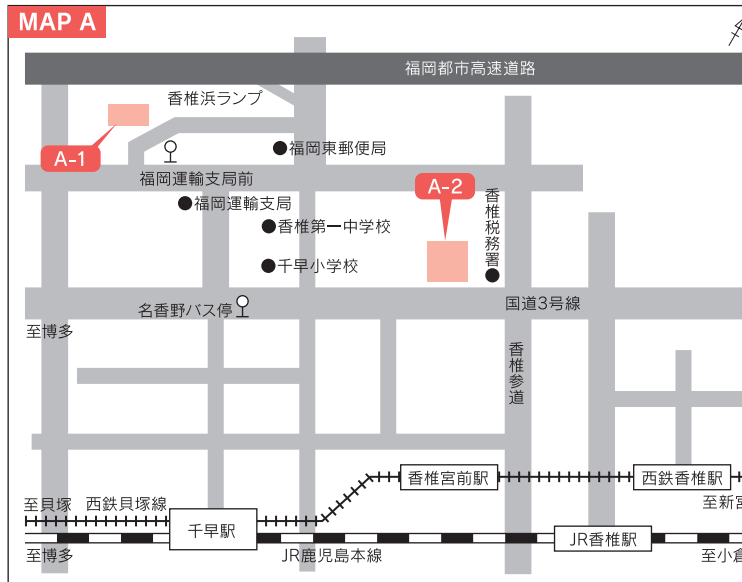 MAP A
福岡都市高速道路
香椎浜ランプ
A-1
福岡東郵便局
福岡運輸支局前
A-2
福岡運輸支局
香椎税務署
香椎第一中学校
千早小学校
名香野バス停
国道3号線
至博多
香椎参道
香椎宮前駅
西鉄香椎駅
至貝塚
西鉄貝塚線
至新宮
千早駅
JR香椎駅
至博多
JR鹿児島本線
至小倉